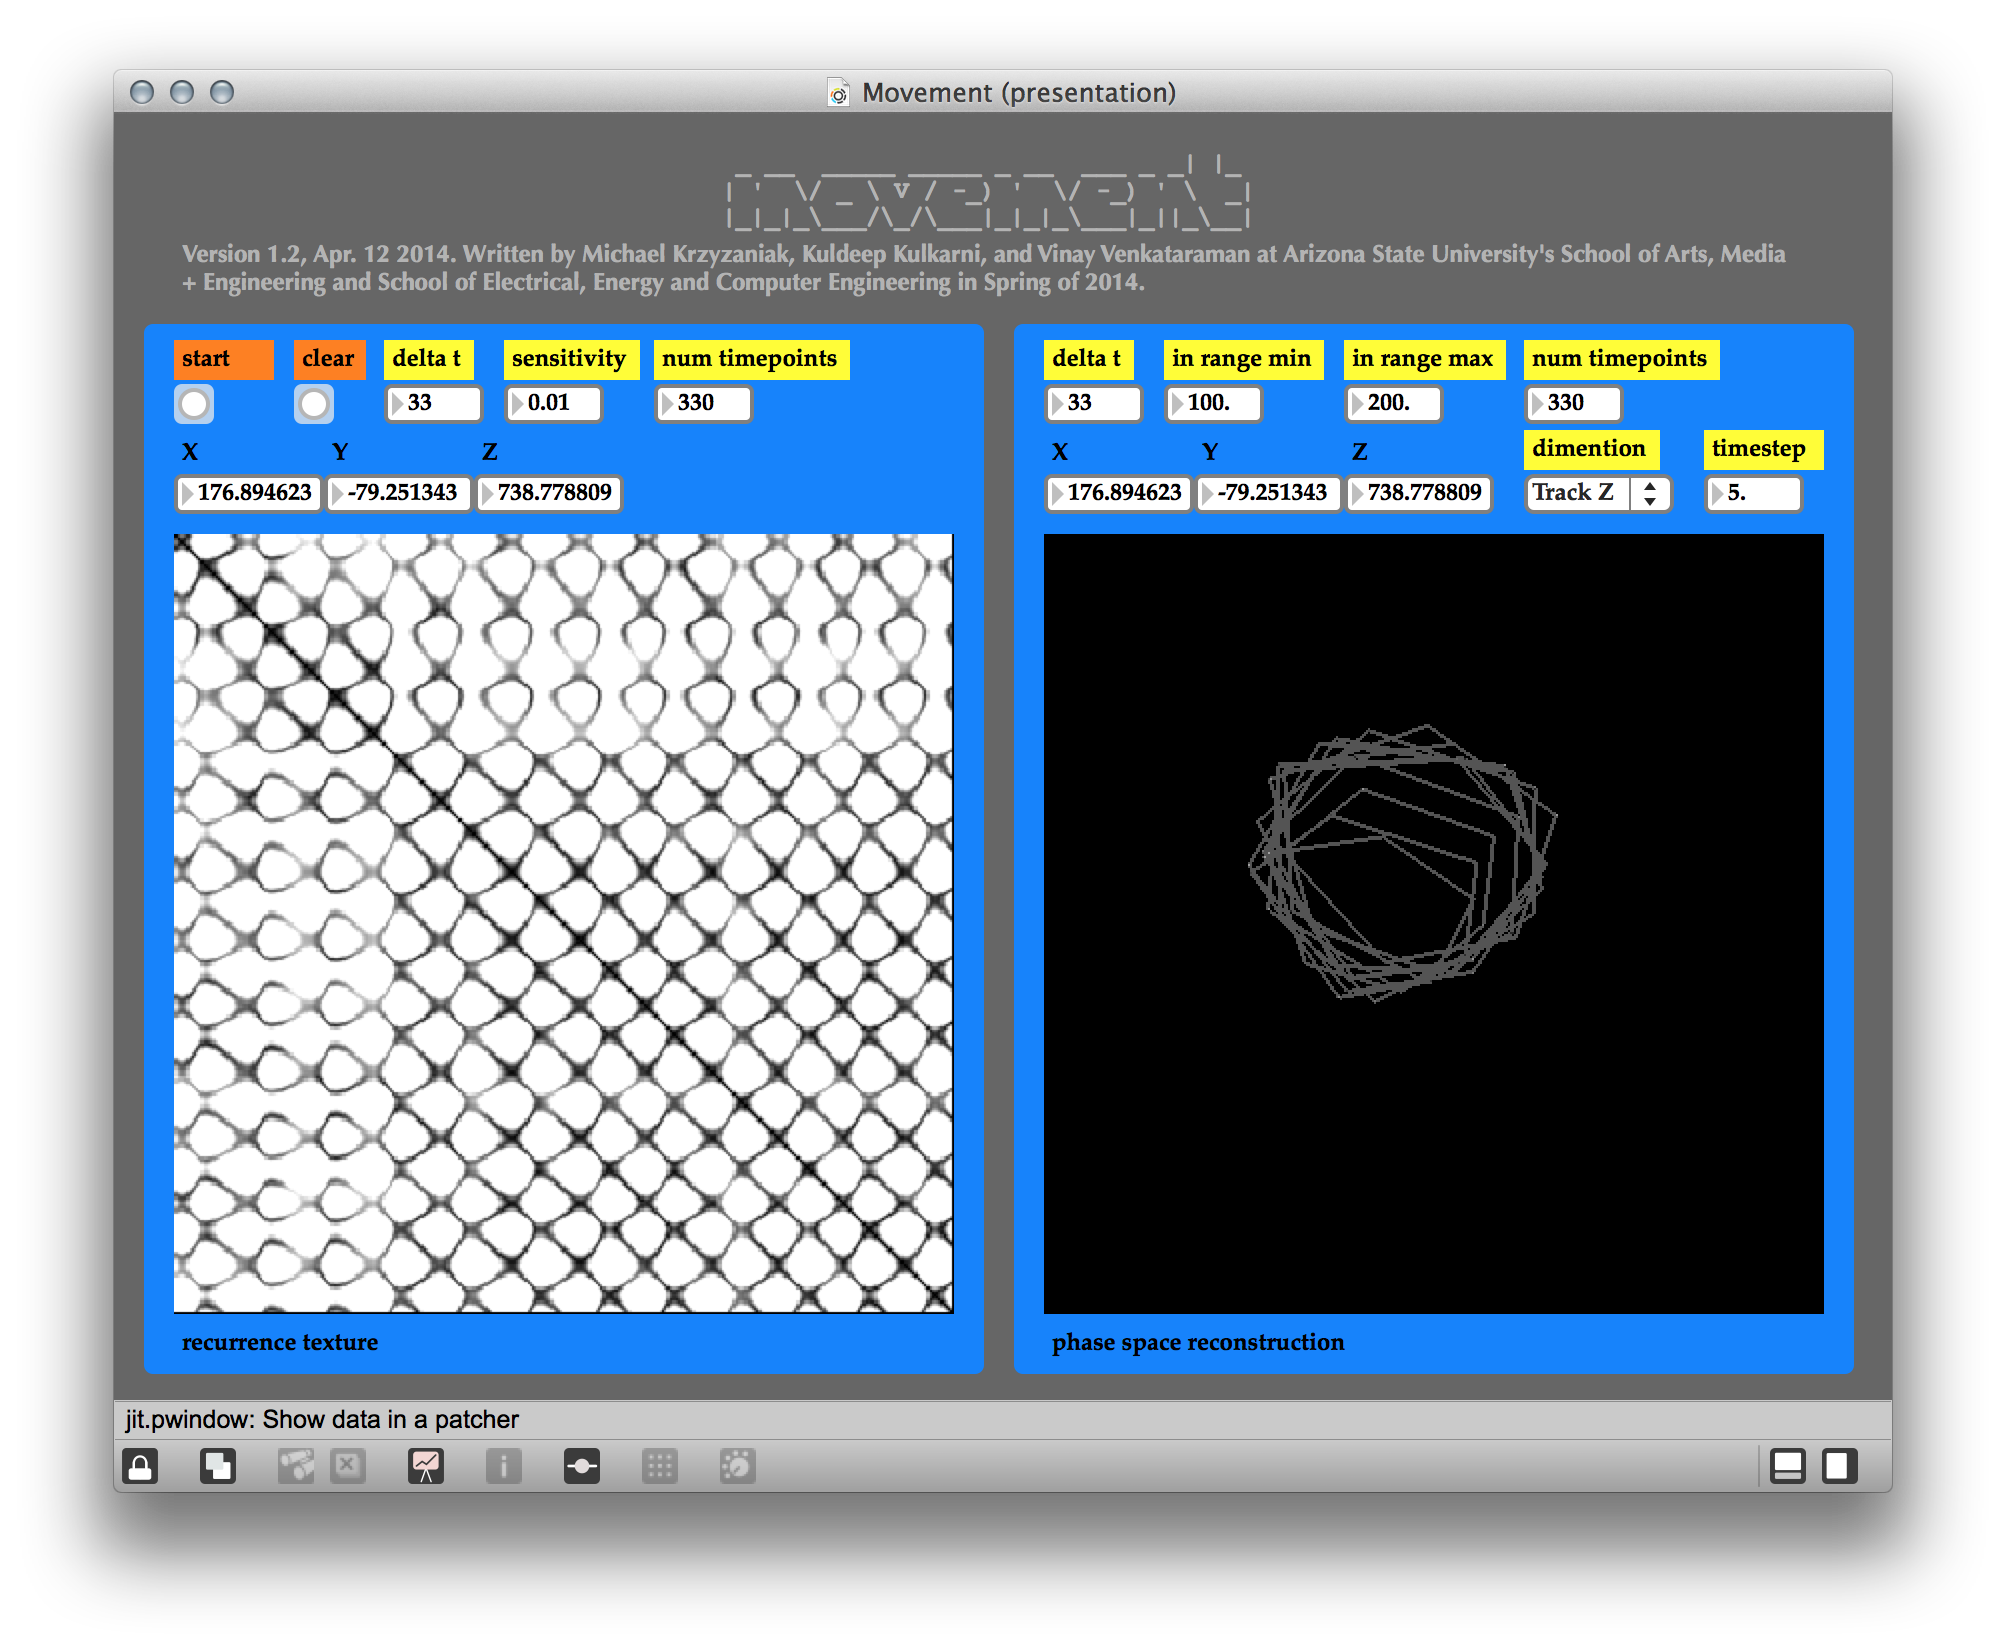 Movement (presentation)
movement
Version 1.2, Apr. 12 2014. Written by Michael Krzyzaniak, Kuldeep Kulkarni, and Vinay Venkataraman at Arizona State University's School of Arts, Media
+ Engineering and School of Electrical, Energy and Computer Engineering in Spring of 2014.
start clear delta t sensitivity num timepoints
33 0.01 330
X Y Z
176.894623 -79.251343 738.778809
recurrence texture
delta t in range min in range max num timepoints
33 100. 200. 330
X Y Z dimention timestep
176.894623 -79.251343 738.778809 Track Z 5.
phase space reconstruction
jit.pwindow: Show data in a patcher